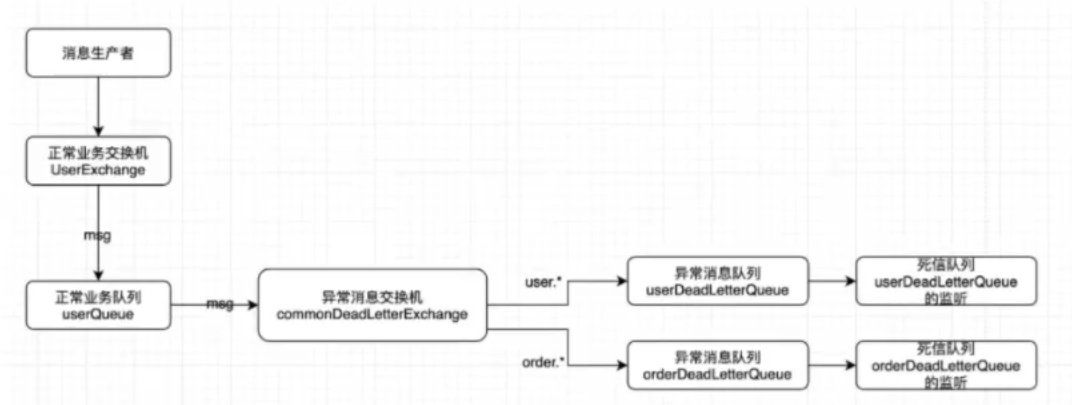 消息生产者
正常业务交换机
UserExchange
msg
正常业务队列
userQueue
msg
异常消息交换机
commonDeadLetterExchange
user.*
异常消息队列
userDeadLetterQueue
死信队列
userDeadLetterQueue
的监听
order.*
异常消息队列
orderDeadLetterQueue
死信队列
orderDeadLetterQueue
的监听